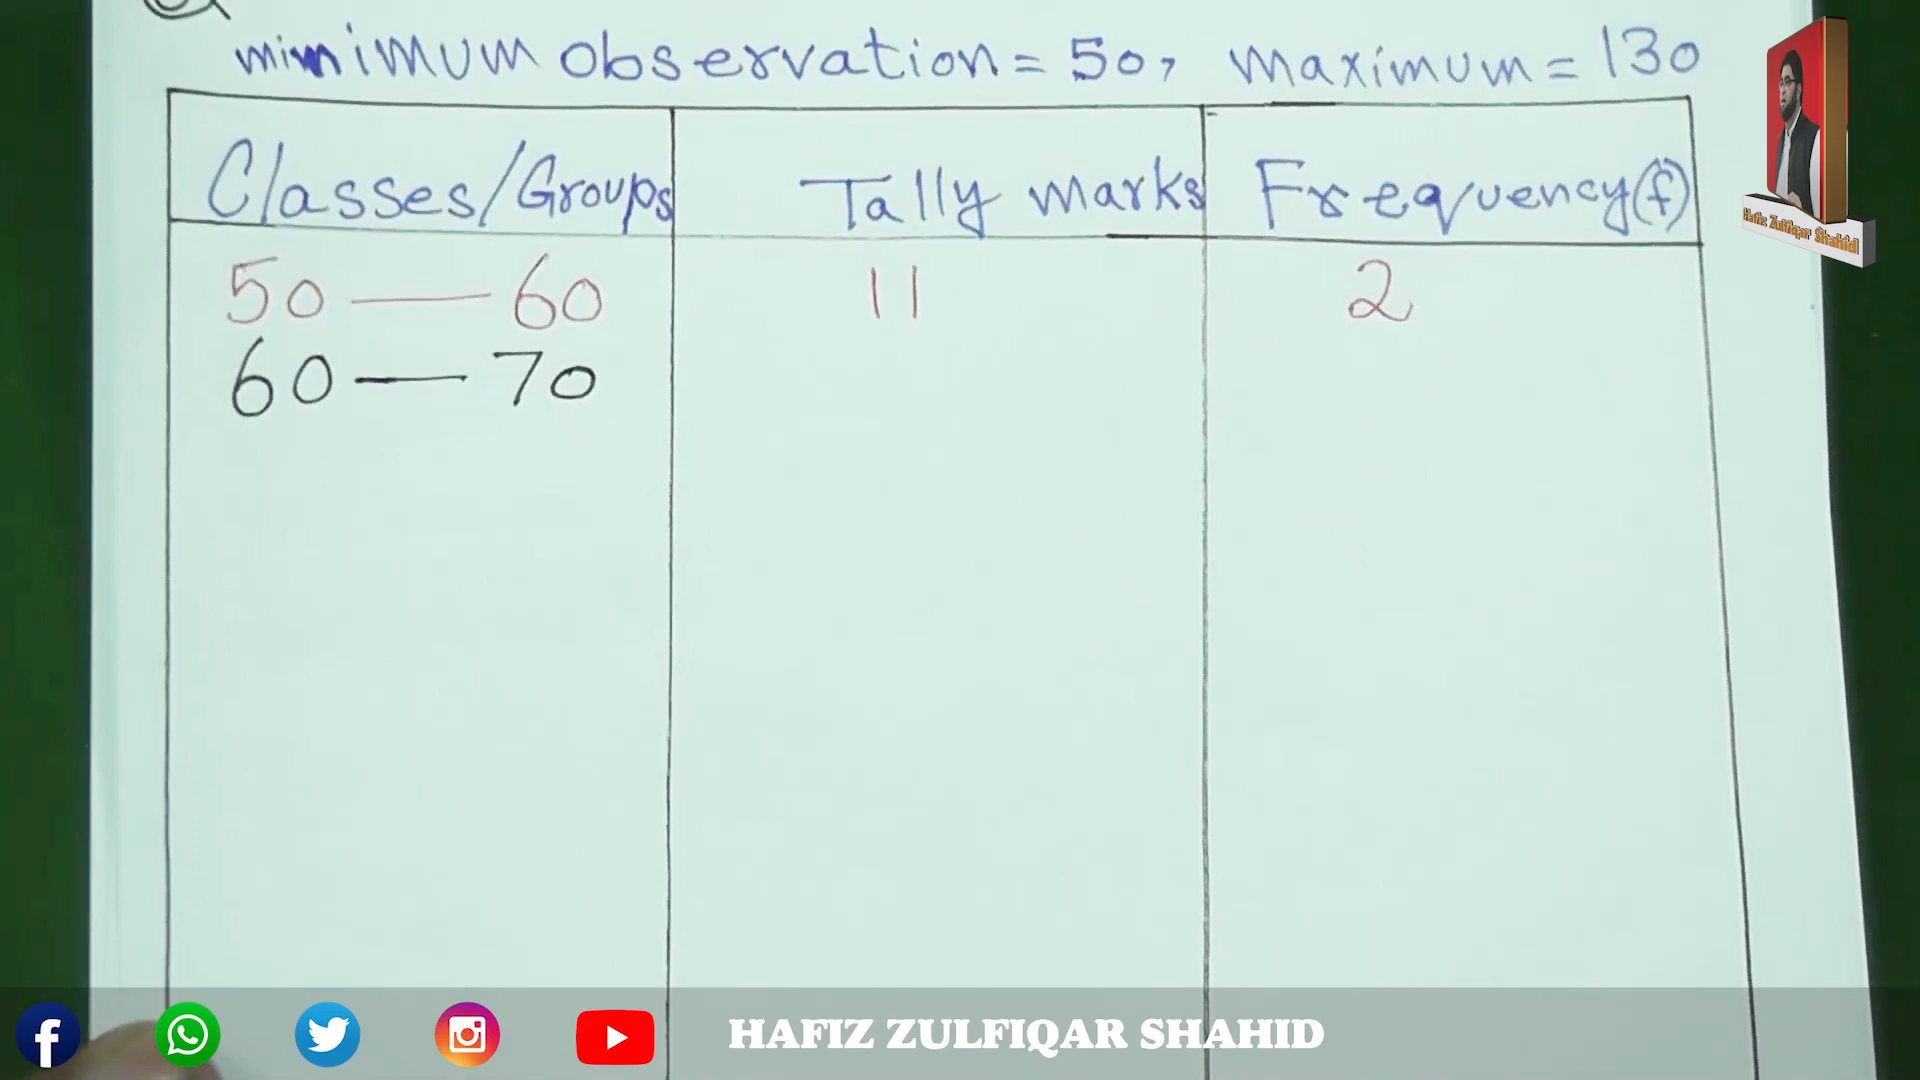 minimum observation = 50, maximum = 130
Classes/Groups Tally marks Frequency(f)
50 — 60 11 2
60 — 70
Hafiz Zulfiqar Shahid
HAFIZ ZULFIQAR SHAHID